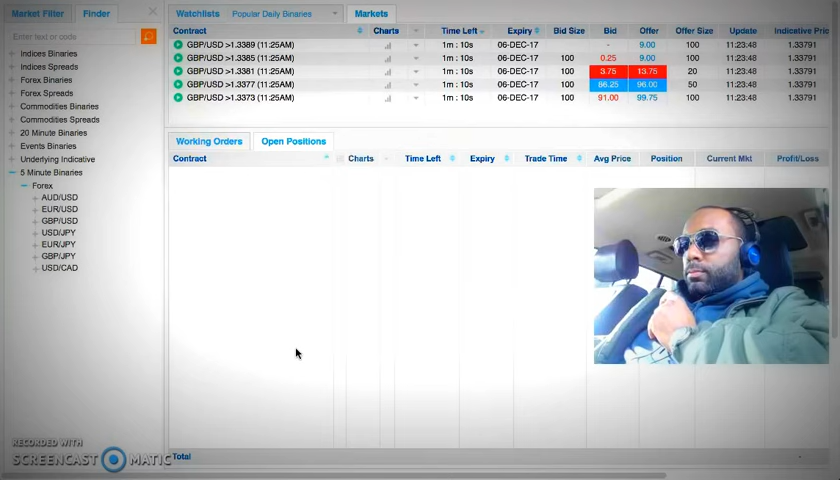 Market Filter Finder Watchlists Popular Daily Binaries Markets
Enter text or keyword
Contract Charts Time Left Expiry Bid Size Bid Offer Offer Size Update Indicative Pric
GBP/USD >1.3389 (11:25AM) 1m : 10s 06-DEC-17 - 9.00 100 11:23:48 1.33791
GBP/USD >1.3385 (11:25AM) 1m : 10s 06-DEC-17 100 0.25 9.00 100 11:23:48 1.33791
GBP/USD >1.3381 (11:25AM) 1m : 10s 06-DEC-17 100 3.75 13.75 20 11:23:48 1.33791
GBP/USD >1.3377 (11:25AM) 1m : 10s 06-DEC-17 100 86.25 96.00 50 11:23:48 1.33791
GBP/USD >1.3373 (11:25AM) 1m : 10s 06-DEC-17 100 91.00 99.75 100 11:23:48 1.33791
Indices Binaries
Indices Spreads
Forex Binaries
Forex Spreads
Commodities Binaries
Commodities Spreads
20 Minute Binaries
Events Binaries
Underlying Indicative
5 Minute Binaries
Forex
AUD/USD
EUR/USD
GBP/USD
USD/JPY
EUR/JPY
GBP/JPY
USD/CAD
Working Orders Open Positions
Contract Charts Time Left Expiry Trade Time Avg Price Position Current Mkt Profit/Loss
Total -
RECORDED WITH
SCREENCAST MATIC